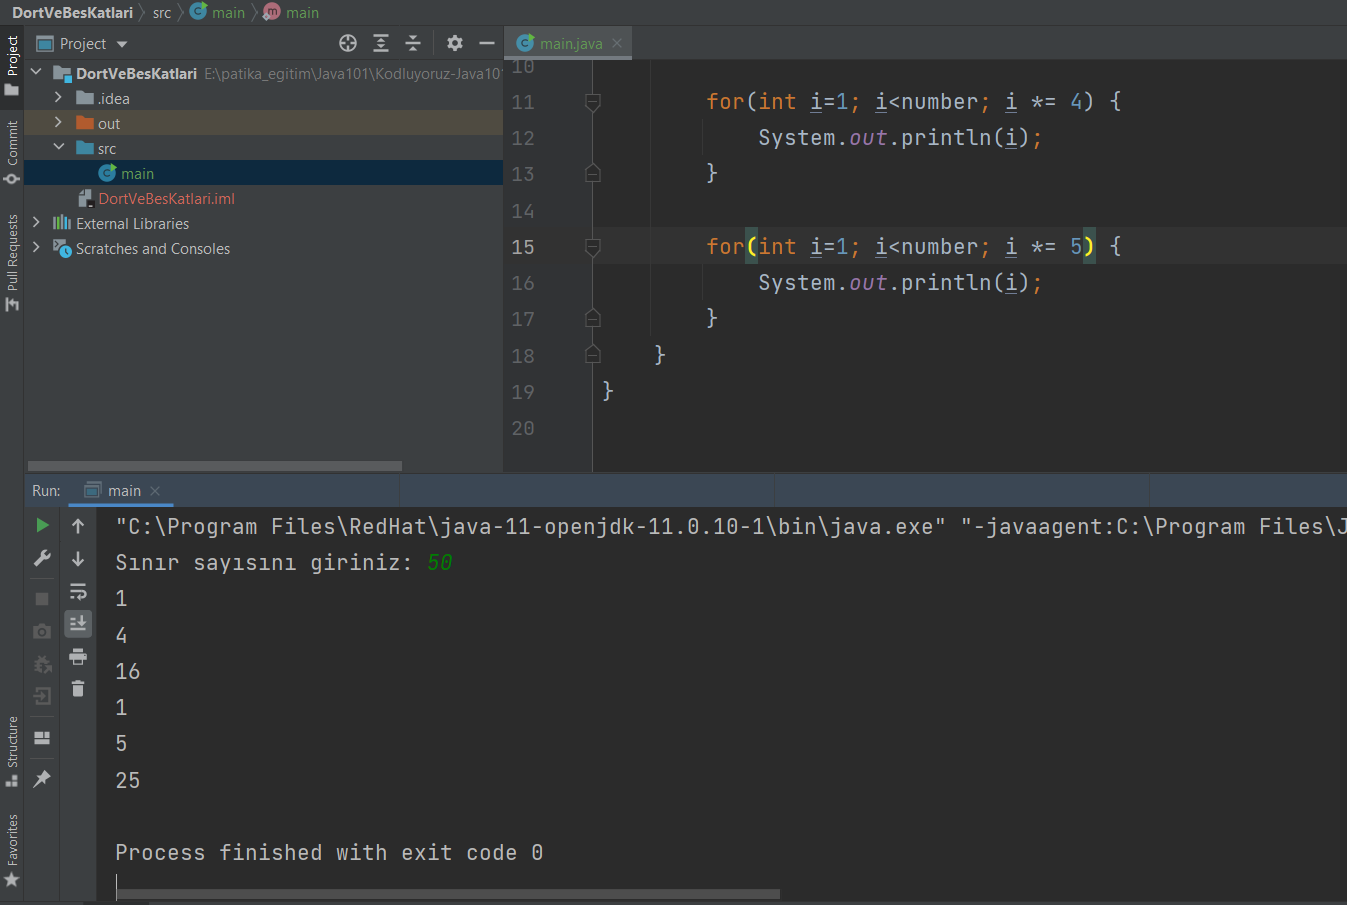 DortVeBesKatlari src main main
Project
main.java
DortVeBesKatlari E:\patika_egitim\Java101\Kodluyoruz-Java101
.idea
out
src
main
DortVeBesKatlari.iml
External Libraries
Scratches and Consoles
Project
Commit
Pull Requests
Structure
Favorites
10
11 for(int i=1; i<number; i *= 4) {
12 System.out.println(i);
13 }
14
15 for(int i=1; i<number; i *= 5) {
16 System.out.println(i);
17 }
18 }
19 }
20
Run: main
"C:\Program Files\RedHat\java-11-openjdk-11.0.10-1\bin\java.exe" "-javaagent:C:\Program Files\J
Sınır sayısını giriniz: 50
1
4
16
1
5
25
Process finished with exit code 0